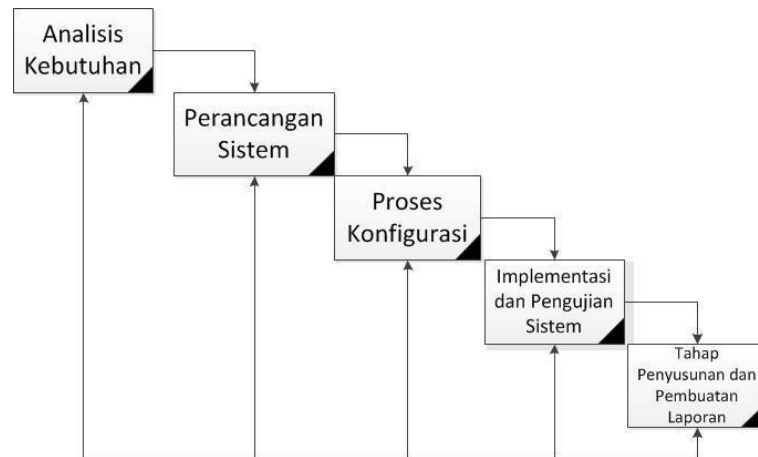 Analisis
Kebutuhan
Perancangan
Sistem
Proses
Konfigurasi
Implementasi
dan Pengujian
Sistem
Tahap
Penyusunan dan
Pembuatan
Laporan